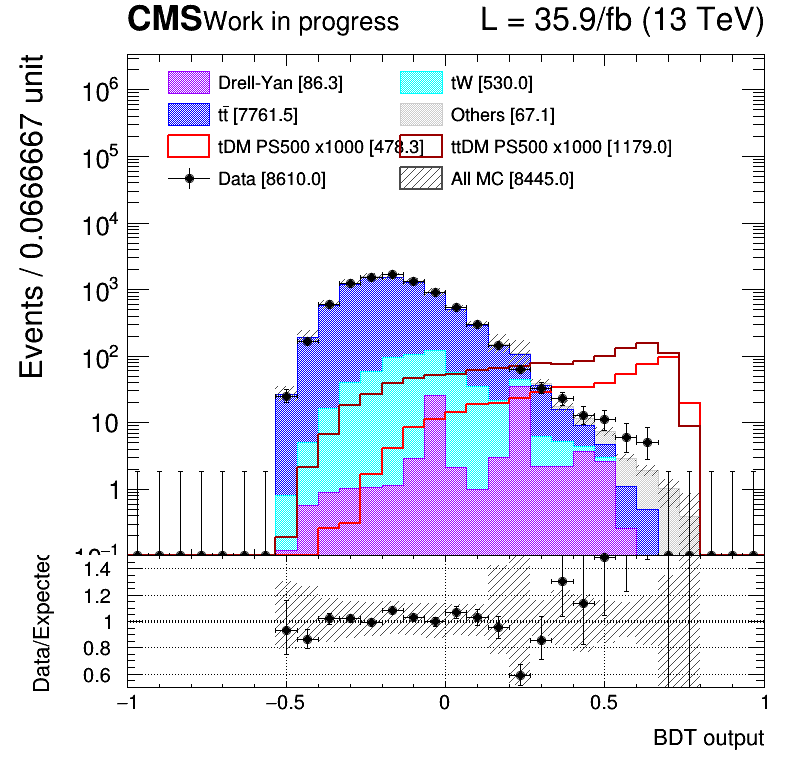 CMS Work in progress L = 35.9/fb (13 TeV)
Events / 0.0666667 unit
Drell-Yan [86.3]
tW [530.0]
tt̄ [7761.5]
Others [67.1]
tDM PS500 x1000 [478.3]
ttDM PS500 x1000 [1179.0]
Data [8610.0]
All MC [8445.0]
10⁶
10⁵
10⁴
10³
10²
10
1
10⁻¹
Data/Expected
1.4
1.2
1
0.8
0.6
−1 −0.5 0 0.5 1
BDT output